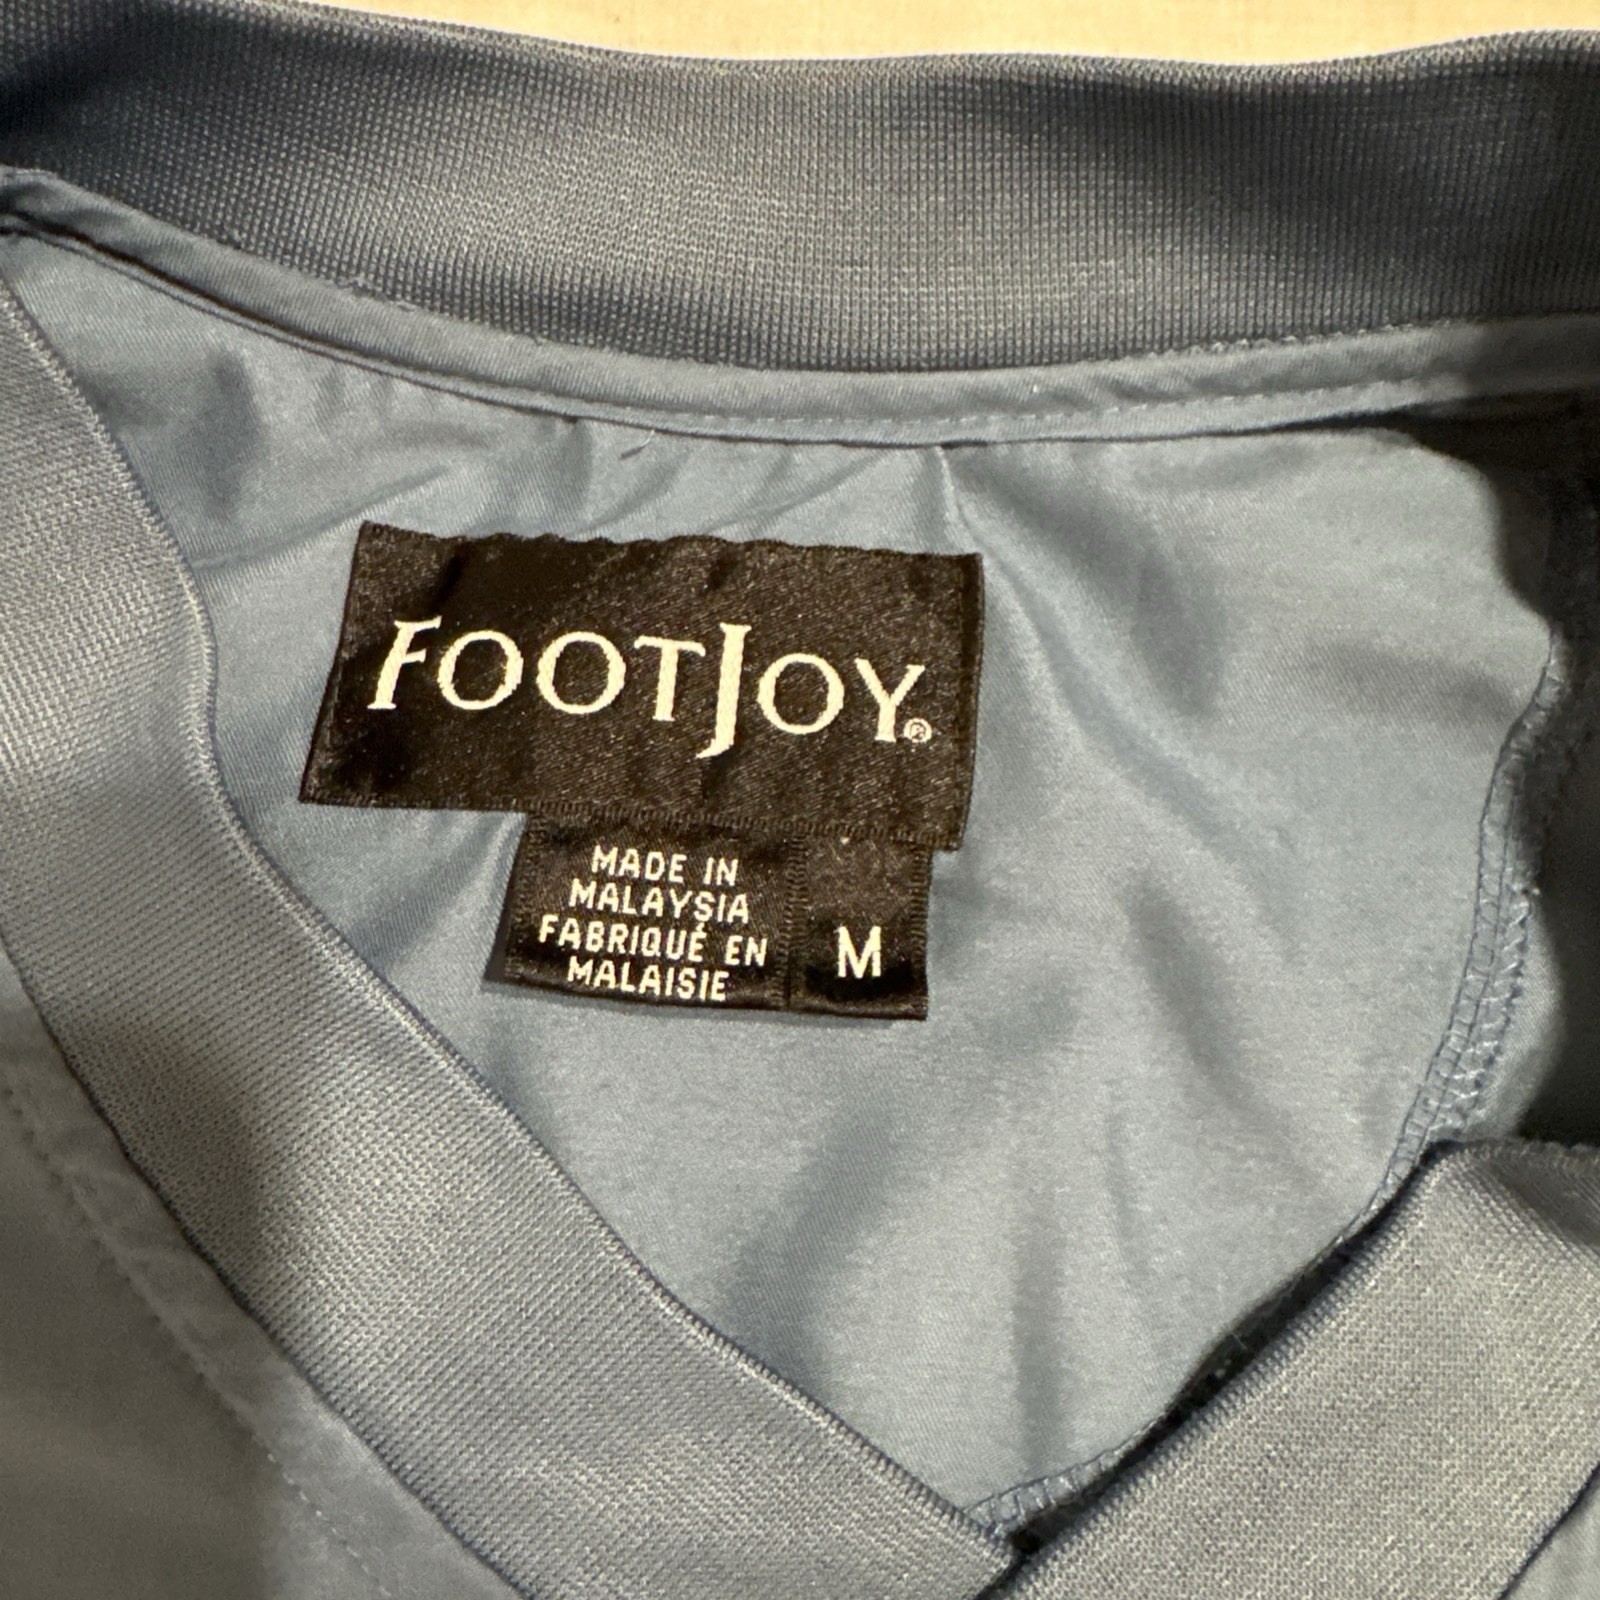 FOOTJOY®
MADE IN
MALAYSIA
FABRIQUÉ EN
MALAISIE
M